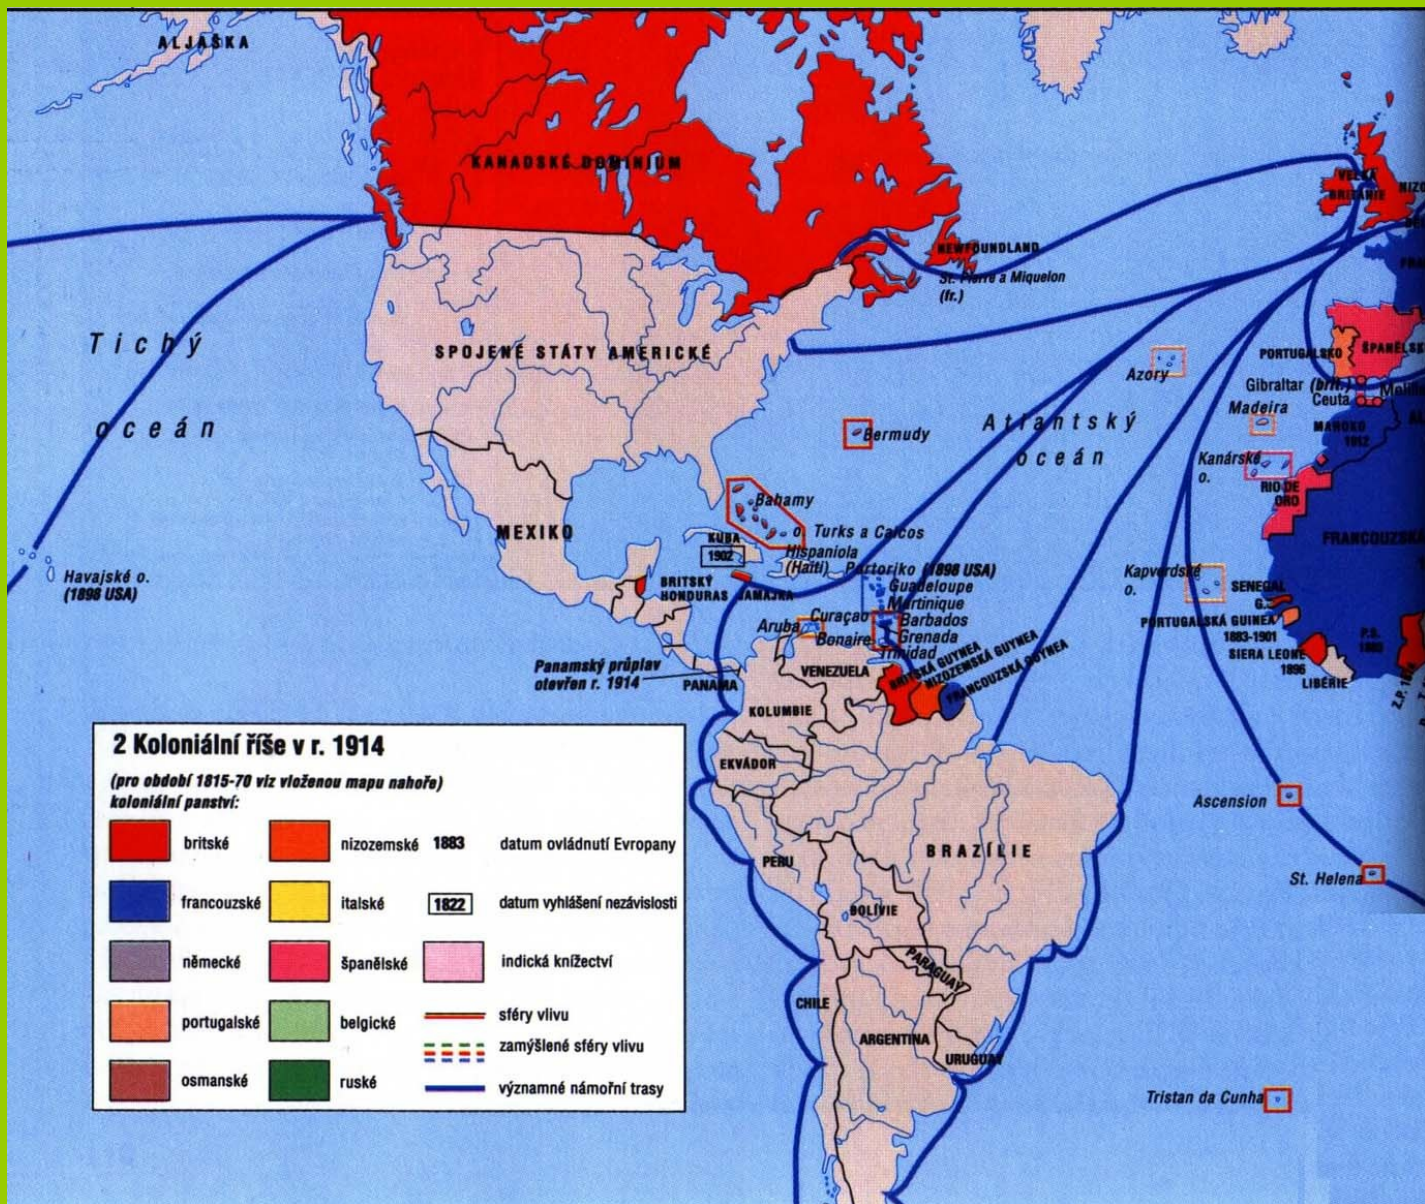 ALJAŠKA
KANADSKÉ DOMINIUM
VELKÁ
BRITÁNIE
NEWFOUNDLAND
St. Pierre a Miquelon
(fr.)
Tichý
oceán
SPOJENÉ STÁTY AMERICKÉ
PORTUGALSKO
Azory
Gibraltar (brit.)
Ceuta
Madeira
MAROKO
1912
Bermudy
Atlantský
oceán
Kanárské
o.
RIO DE
ORO
Bahamy
MEXIKO
o. Turks a Caicos
KUBA
1902
Hispaniola
(Haiti)
Portoriko (1898 USA)
Havajské o.
(1898 USA)
BRITSKÝ
HONDURAS
JAMAJKA
Guadeloupe
Martinique
Curaçao
Barbados
Aruba
Bonaire
Grenada
Trinidad
Kapverdské
o.
SENEGAL
G.
PORTUGALSKÁ GUINEA
1883-1901
SIERA LEONE
1896
LIBÉRIE
Panamský průplav
otevřen r. 1914
PANAMA
VENEZUELA
BRITSKÁ GUYNEA
NIZOZEMSKÁ GUYNEA
FRANCOUZSKÁ GUYNEA
KOLUMBIE
EKVÁDOR
PERU
BRAZÍLIE
BOLÍVIE
PARAGUAY
CHILE
ARGENTINA
URUGUAY
Ascension
St. Helena
Tristan da Cunha
2 Koloniální říše v r. 1914
(pro období 1815-70 viz vloženou mapu nahoře)
koloniální panství:
britské
nizozemské
1883 datum ovládnutí Evropany
francouzské
italské
1822 datum vyhlášení nezávislosti
německé
španělské
indická knížectví
portugalské
belgické
sféry vlivu
zamýšlené sféry vlivu
osmanské
ruské
významné námořní trasy